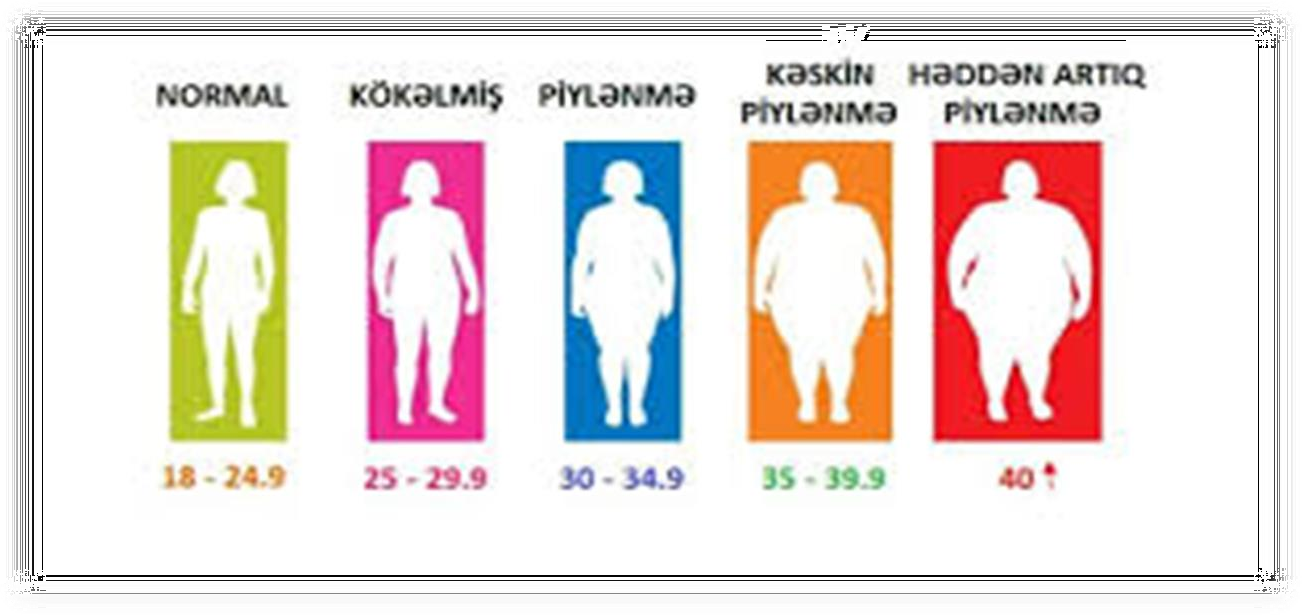 NORMAL
KÖKƏLMİŞ
PİYLƏNMƏ
KƏSKİN
PİYLƏNMƏ
HƏDDƏN ARTIQ
PİYLƏNMƏ
18 - 24.9
25 - 29.9
30 - 34.9
35 - 39.9
40